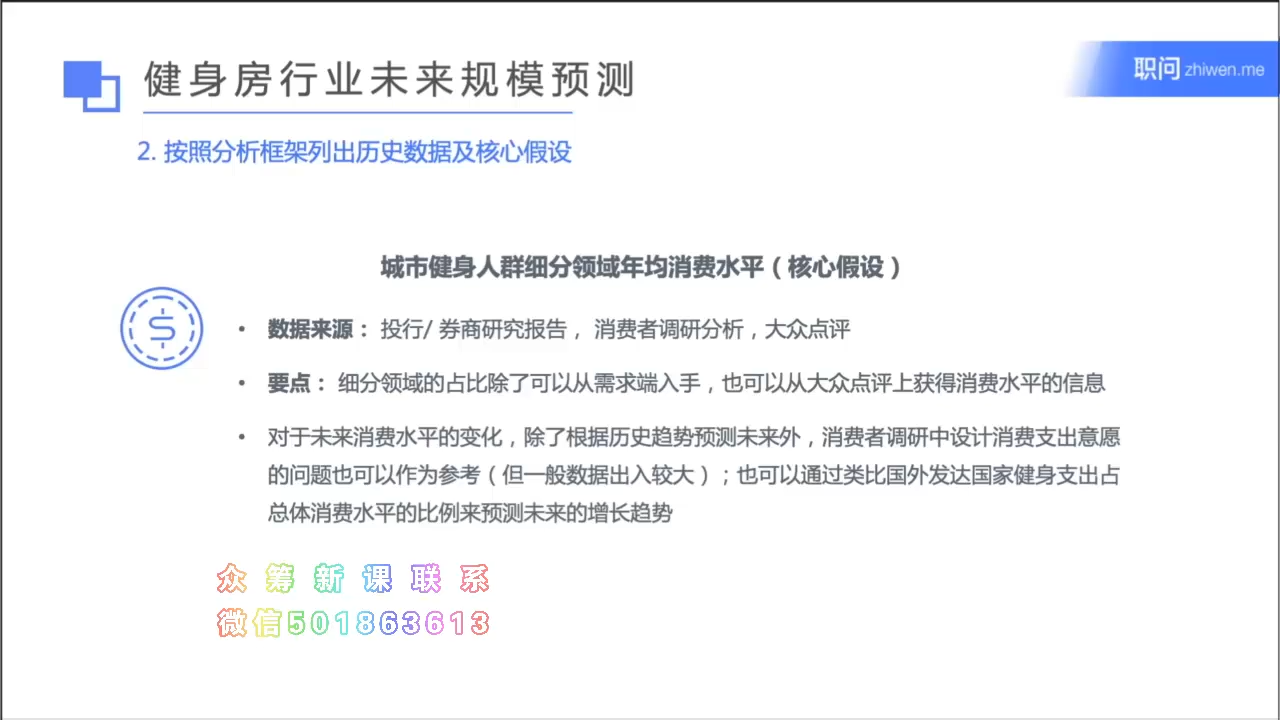 健身房行业未来规模预测
职问 zhiwen.me
2. 按照分析框架列出历史数据及核心假设
城市健身人群细分领域年均消费水平（核心假设）
• 数据来源： 投行/ 券商研究报告， 消费者调研分析，大众点评
• 要点： 细分领域的占比除了可以从需求端入手，也可以从大众点评上获得消费水平的信息
• 对于未来消费水平的变化，除了根据历史趋势预测未来外，消费者调研中设计消费支出意愿
的问题也可以作为参考（但一般数据出入较大）；也可以通过类比国外发达国家健身支出占
总体消费水平的比例来预测未来的增长趋势
众筹新课联系
微信501863613